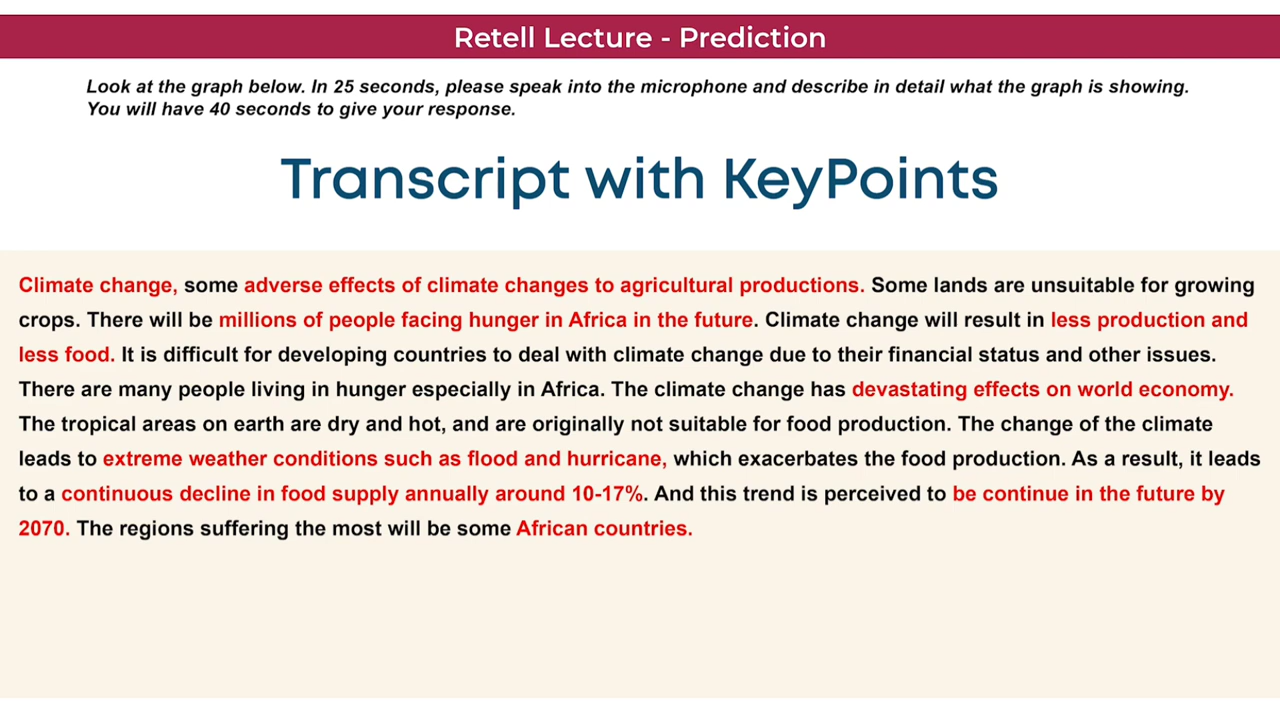 Retell Lecture - Prediction
Look at the graph below. In 25 seconds, please speak into the microphone and describe in detail what the graph is showing.
You will have 40 seconds to give your response.
Transcript with KeyPoints
Climate change, some adverse effects of climate changes to agricultural productions. Some lands are unsuitable for growing
crops. There will be millions of people facing hunger in Africa in the future. Climate change will result in less production and
less food. It is difficult for developing countries to deal with climate change due to their financial status and other issues.
There are many people living in hunger especially in Africa. The climate change has devastating effects on world economy.
The tropical areas on earth are dry and hot, and are originally not suitable for food production. The change of the climate
leads to extreme weather conditions such as flood and hurricane, which exacerbates the food production. As a result, it leads
to a continuous decline in food supply annually around 10-17%. And this trend is perceived to be continue in the future by
2070. The regions suffering the most will be some African countries.